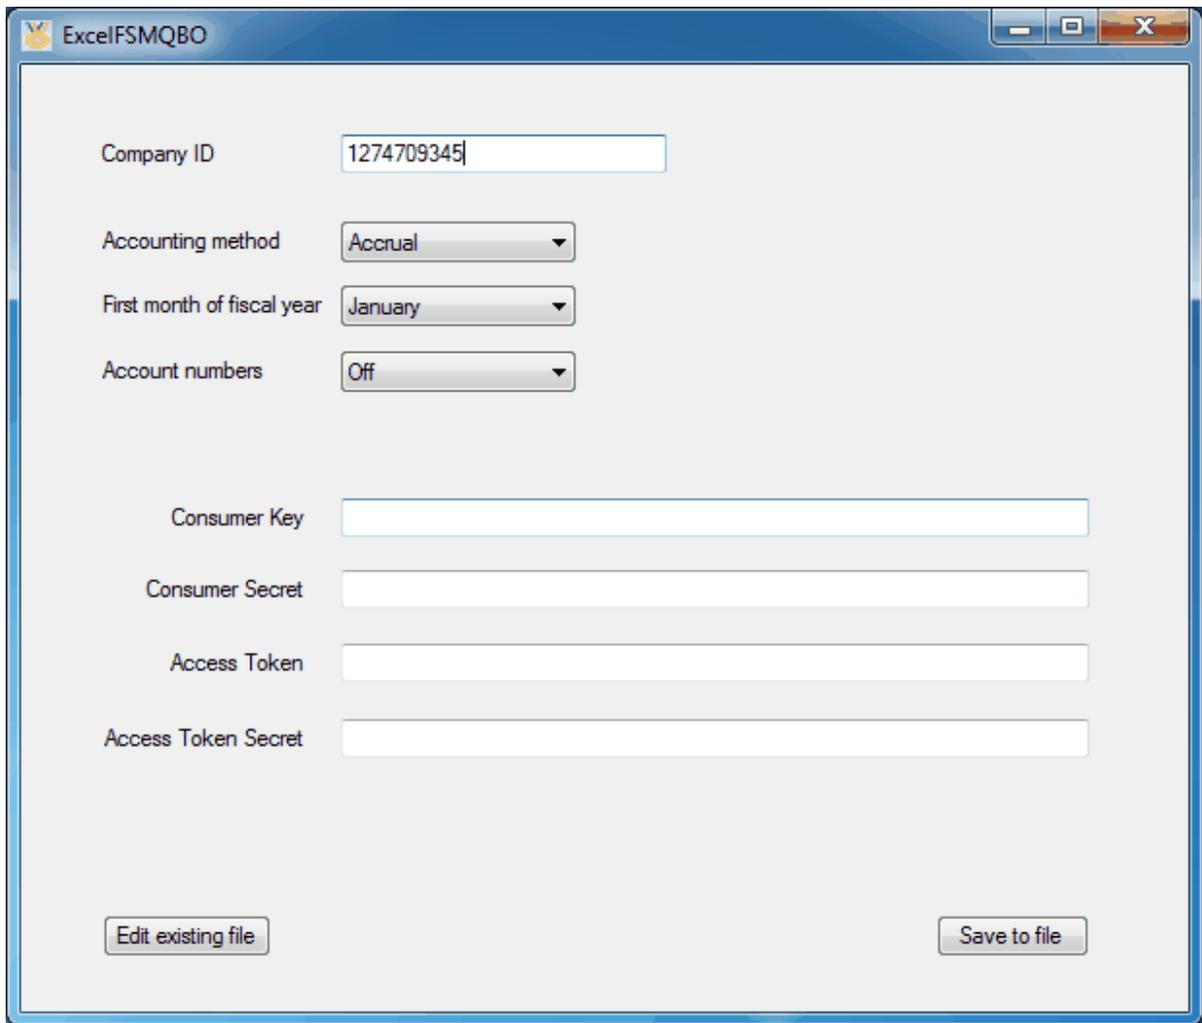 ExcelFSMQBO
Company ID 1274709345
Accounting method Accrual
First month of fiscal year January
Account numbers Off
Consumer Key
Consumer Secret
Access Token
Access Token Secret
Edit existing file Save to file